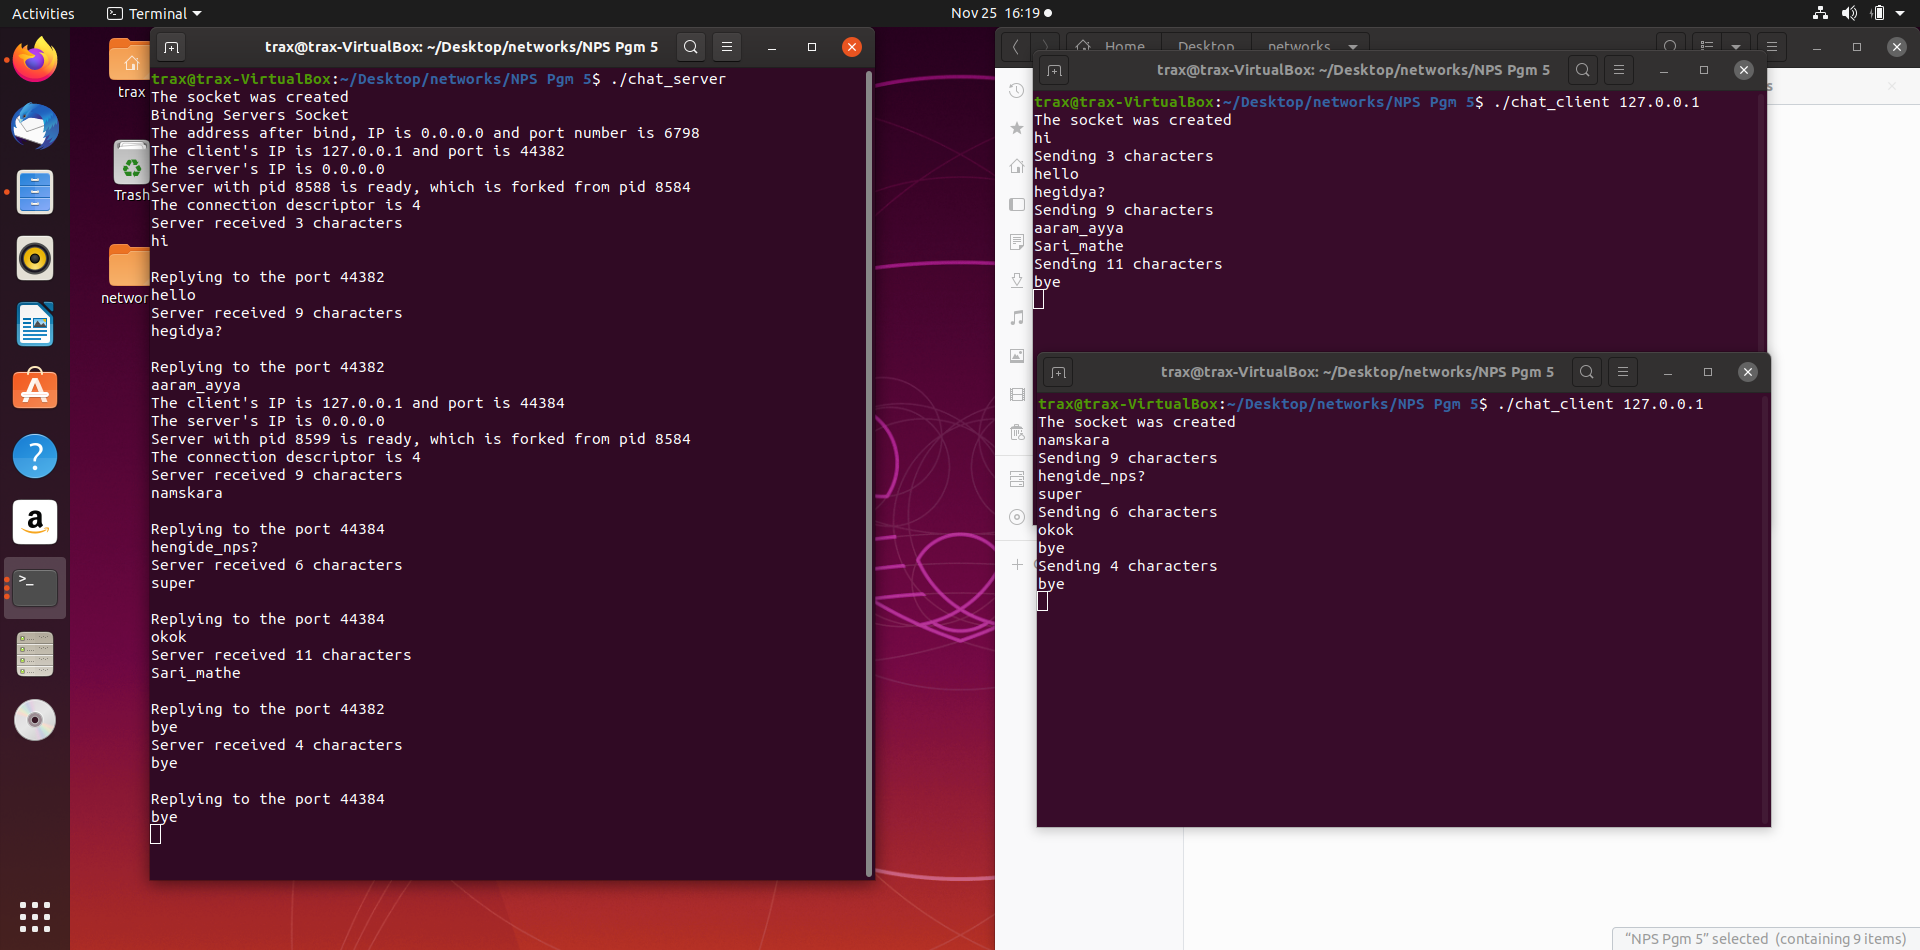 Activities
Terminal
Nov 25 16:19
trax
Trash
networ
trax@trax-VirtualBox: ~/Desktop/networks/NPS Pgm 5
trax@trax-VirtualBox:~/Desktop/networks/NPS Pgm 5$ ./chat_server
The socket was created
Binding Servers Socket
The address after bind, IP is 0.0.0.0 and port number is 6798
The client's IP is 127.0.0.1 and port is 44382
The server's IP is 0.0.0.0
Server with pid 8588 is ready, which is forked from pid 8584
The connection descriptor is 4
Server received 3 characters
hi
Replying to the port 44382
hello
Server received 9 characters
hegidya?
Replying to the port 44382
aaram_ayya
The client's IP is 127.0.0.1 and port is 44384
The server's IP is 0.0.0.0
Server with pid 8599 is ready, which is forked from pid 8584
The connection descriptor is 4
Server received 9 characters
namskara
Replying to the port 44384
hengide_nps?
Server received 6 characters
super
Replying to the port 44384
okok
Server received 11 characters
Sari_mathe
Replying to the port 44382
bye
Server received 4 characters
bye
Replying to the port 44384
bye
Home Desktop networks
trax@trax-VirtualBox: ~/Desktop/networks/NPS Pgm 5
trax@trax-VirtualBox:~/Desktop/networks/NPS Pgm 5$ ./chat_client 127.0.0.1
The socket was created
hi
Sending 3 characters
hello
hegidya?
Sending 9 characters
aaram_ayya
Sari_mathe
Sending 11 characters
bye
trax@trax-VirtualBox: ~/Desktop/networks/NPS Pgm 5
trax@trax-VirtualBox:~/Desktop/networks/NPS Pgm 5$ ./chat_client 127.0.0.1
The socket was created
namskara
Sending 9 characters
hengide_nps?
super
Sending 6 characters
okok
bye
Sending 4 characters
bye
“NPS Pgm 5” selected (containing 9 items)